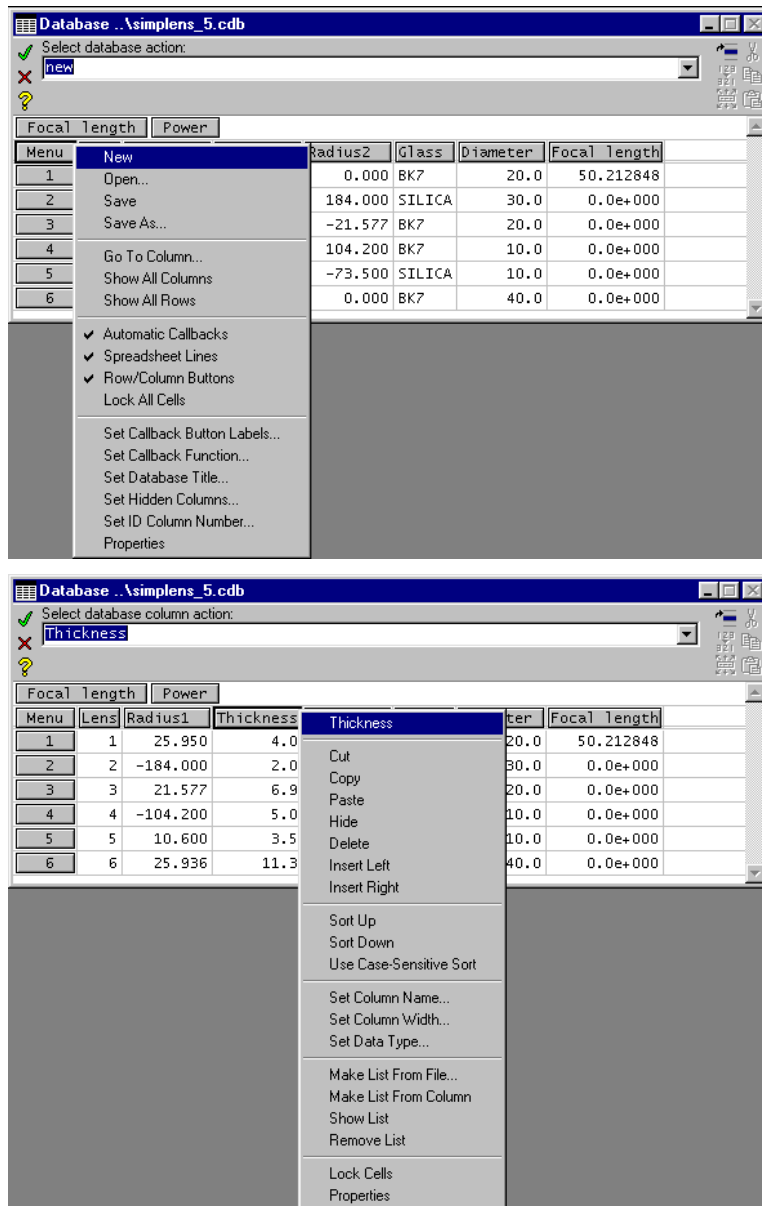 Database ..\simplens_5.cdb
Select database action:
new
Focal length Power
Menu Radius2 Glass Diameter Focal length
1 0.000 BK7 20.0 50.212848
2 184.000 SILICA 30.0 0.0e+000
3 -21.577 BK7 20.0 0.0e+000
4 104.200 BK7 10.0 0.0e+000
5 -73.500 SILICA 10.0 0.0e+000
6 0.000 BK7 40.0 0.0e+000
New
Open...
Save
Save As...
Go To Column...
Show All Columns
Show All Rows
Automatic Callbacks
Spreadsheet Lines
Row/Column Buttons
Lock All Cells
Set Callback Button Labels...
Set Callback Function...
Set Database Title...
Set Hidden Columns...
Set ID Column Number...
Properties
Database ..\simplens_5.cdb
Select database column action:
Thickness
Focal length Power
Menu Lens Radius1 Thickness ter Focal length
1 1 25.950 4.0 20.0 50.212848
2 2 -184.000 2.0 30.0 0.0e+000
3 3 21.577 6.9 20.0 0.0e+000
4 4 -104.200 5.0 10.0 0.0e+000
5 5 10.600 3.5 10.0 0.0e+000
6 6 25.936 11.3 40.0 0.0e+000
Thickness
Cut
Copy
Paste
Hide
Delete
Insert Left
Insert Right
Sort Up
Sort Down
Use Case-Sensitive Sort
Set Column Name...
Set Column Width...
Set Data Type...
Make List From File...
Make List From Column
Show List
Remove List
Lock Cells
Properties